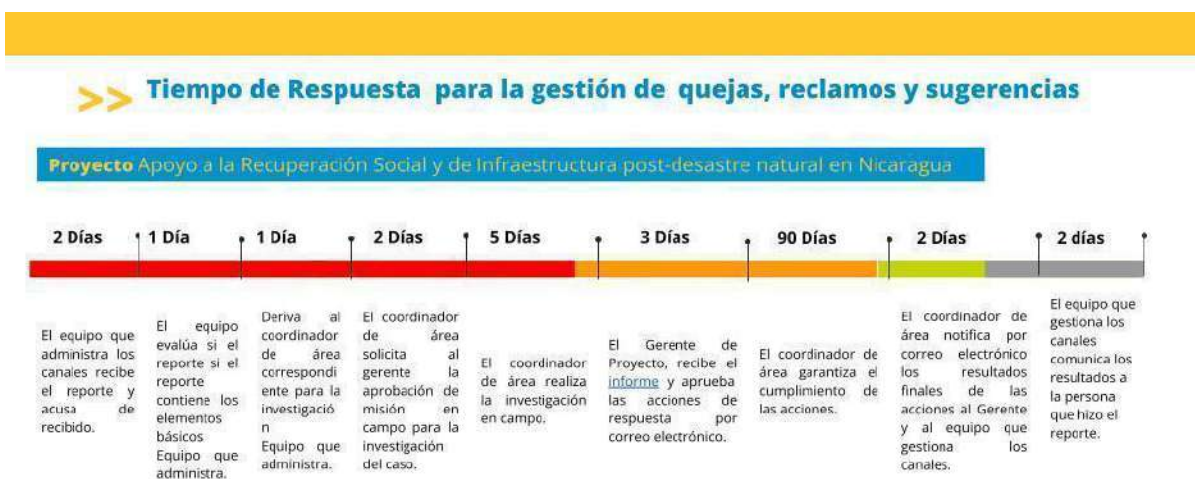 >> Tiempo de Respuesta para la gestión de quejas, reclamos y sugerencias
Proyecto Apoyo a la Recuperación Social y de Infraestructura post-desastre natural en Nicaragua
2 Días
1 Día
1 Día
2 Días
5 Días
3 Días
90 Días
2 Días
2 días
El equipo que
administra los
canales recibe
el reporte y
acusa de
recibido.
El equipo
evalúa si el
reporte si el
reporte
contiene los
elementos
básicos
Equipo que
administra.
Deriva al
coordinador
de área
correspondi
ente para la
investigació
n
Equipo que
administra.
El coordinador
de área
solicita al
gerente la
aprobación de
misión en
campo para la
investigación
del caso.
El coordinador
de área realiza
la investigación
en campo.
El Gerente de
Proyecto, recibe el
informe y aprueba
las acciones de
respuesta por
correo electrónico.
El coordinador de
área garantiza el
cumplimiento de
las acciones.
El coordinador de
área notifica por
correo electrónico
los resultados
finales de las
acciones al Gerente
y al equipo que
gestiona los
canales.
El equipo que
gestiona los
canales
comunica los
resultados a
la persona
que hizo el
reporte.